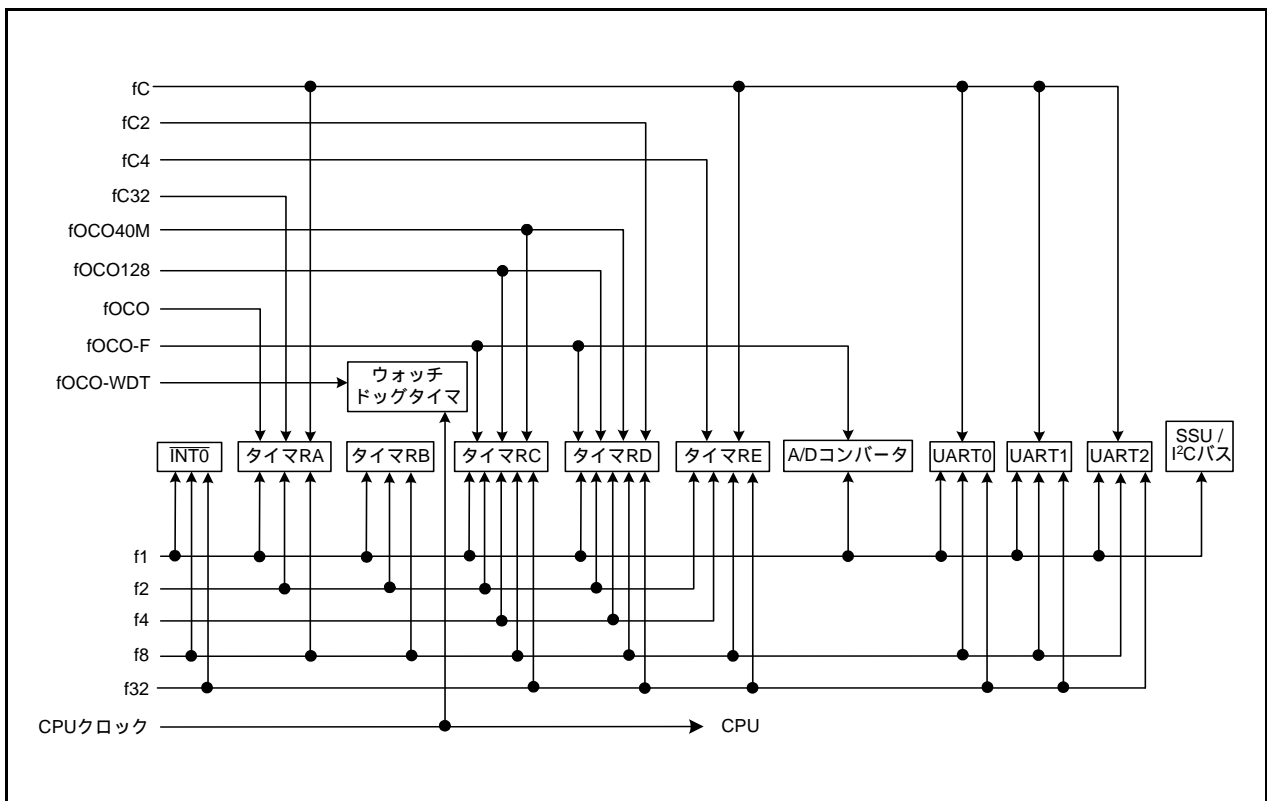 fC
fC2
fC4
fC32
fOCO40M
fOCO128
fOCO
fOCO-F
fOCO-WDT
ウォッチ
ドッグタイマ
INT0
タイマRA
タイマRB
タイマRC
タイマRD
タイマRE
A/Dコンバータ
UART0
UART1
UART2
SSU /
I²Cバス
f1
f2
f4
f8
f32
CPUクロック
CPU